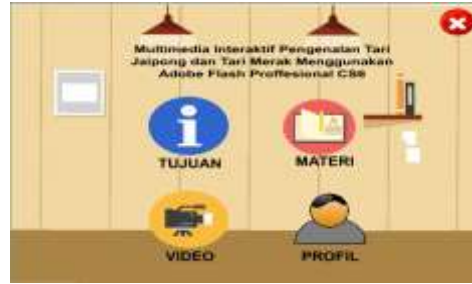 Multimedia Interaktif Pengenalan Tari
Jaipong dan Tari Merak Menggunakan
Adobe Flash Proffesional CS6
TUJUAN
MATERI
VIDEO
PROFIL